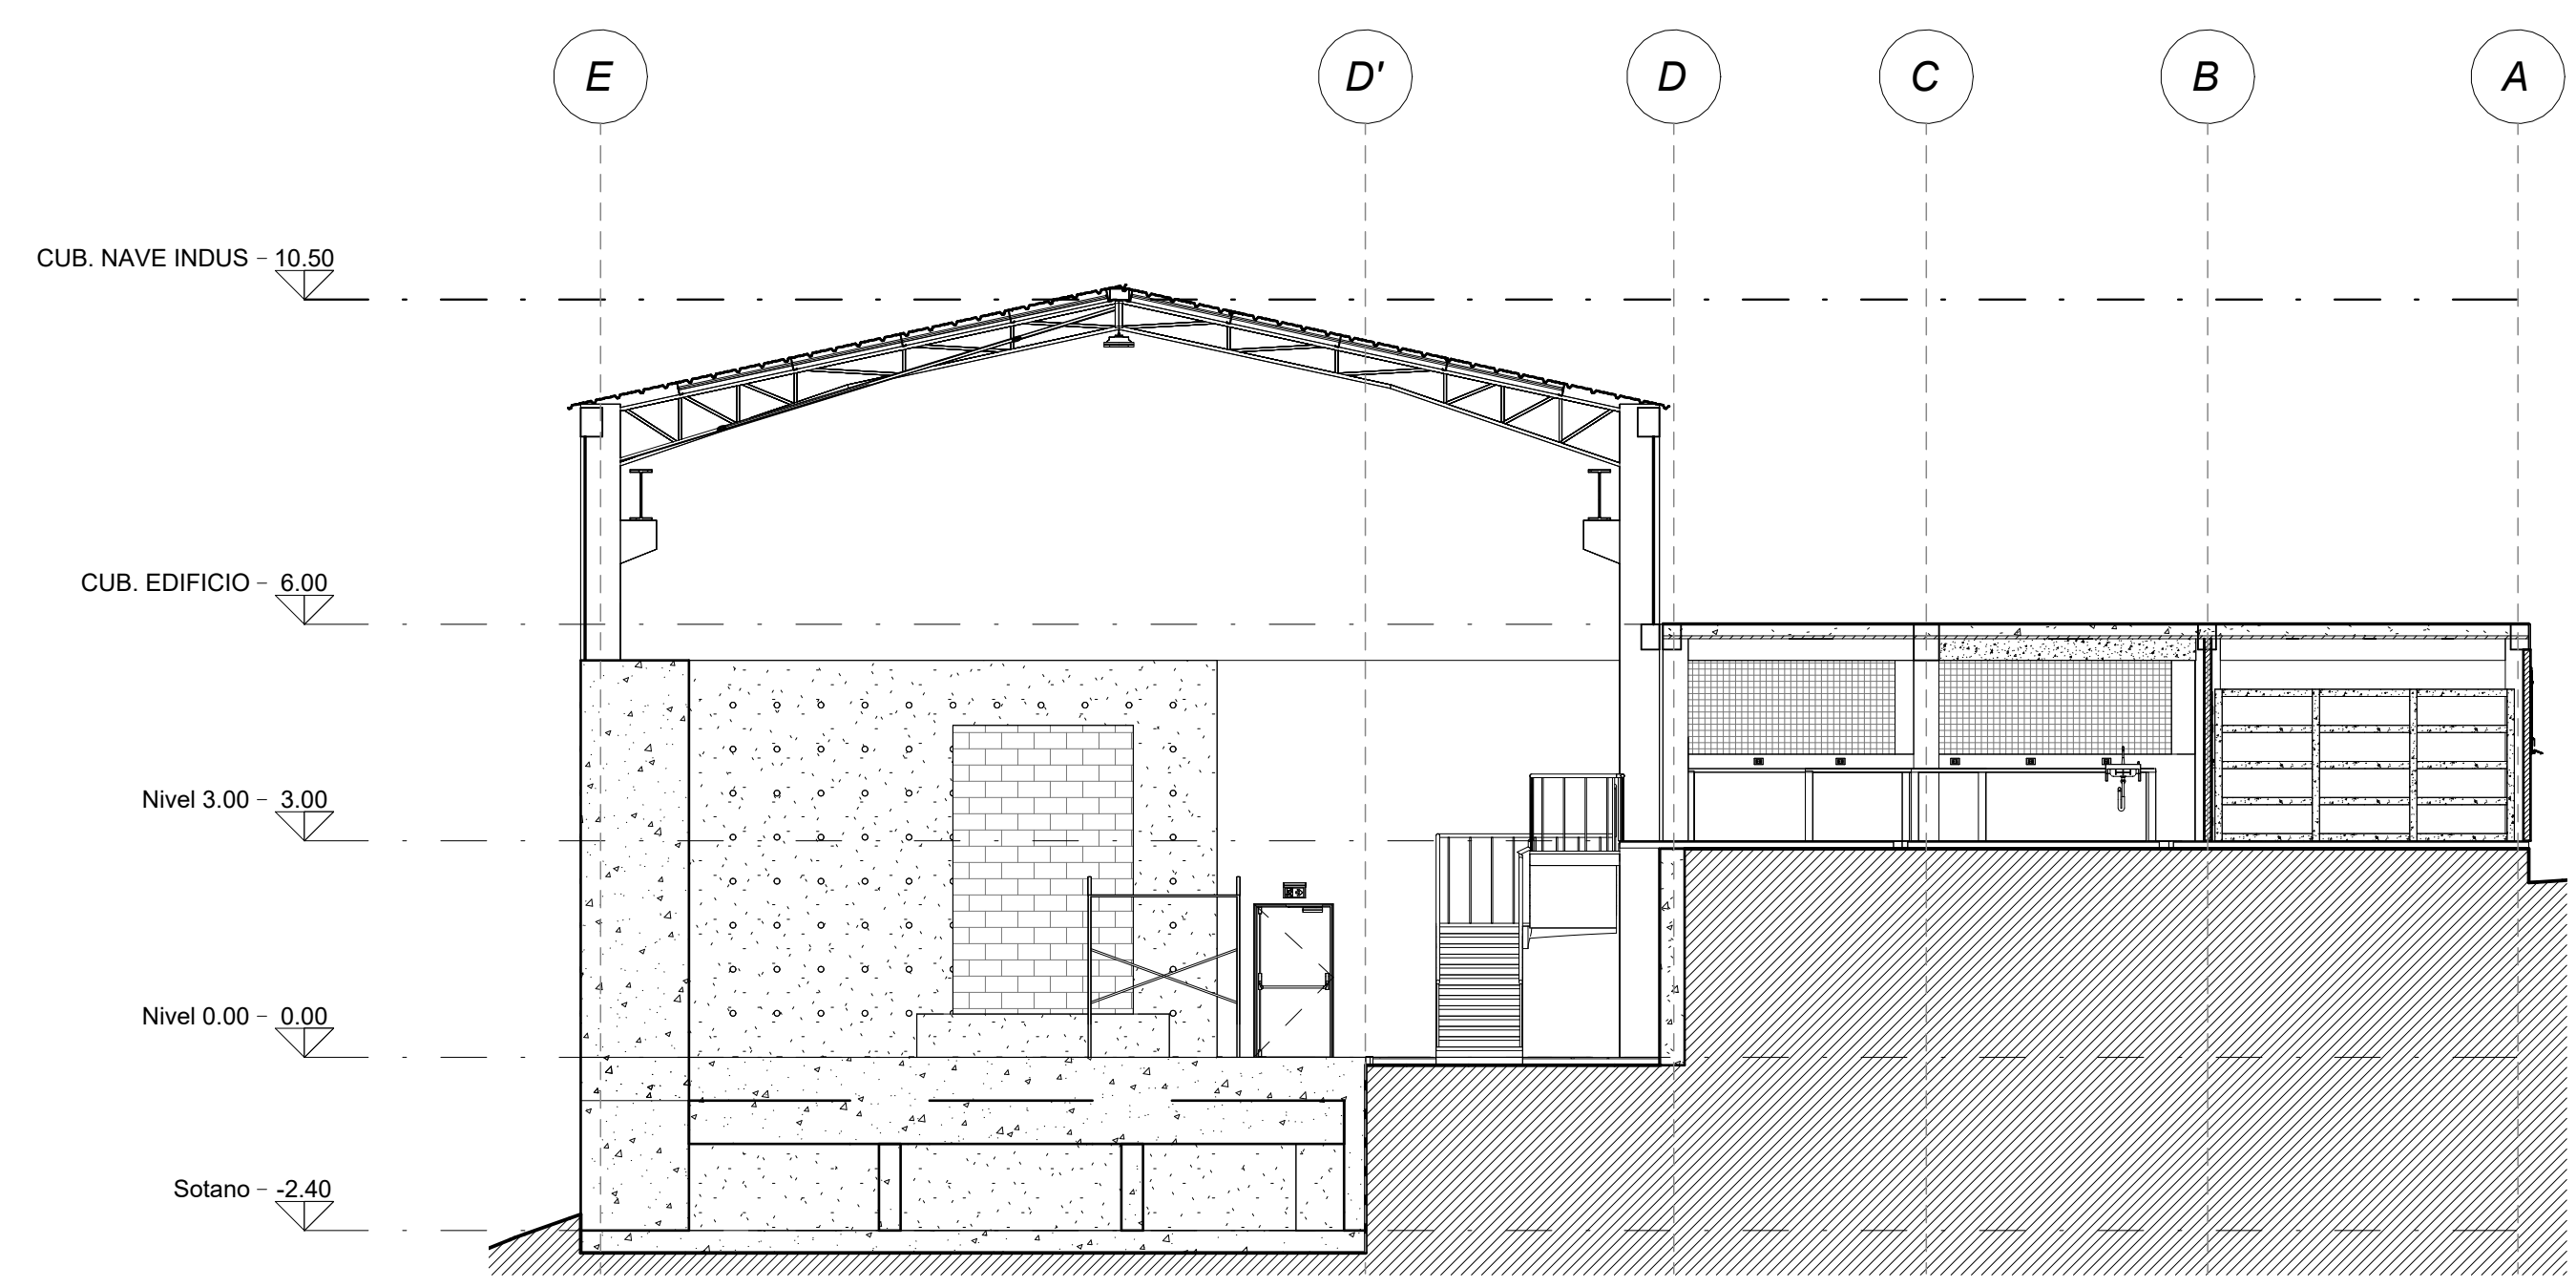 E D' D C B A
CUB. NAVE INDUS - 10.50
CUB. EDIFICIO - 6.00
Nivel 3.00 - 3.00
Nivel 0.00 - 0.00
Sotano - -2.40